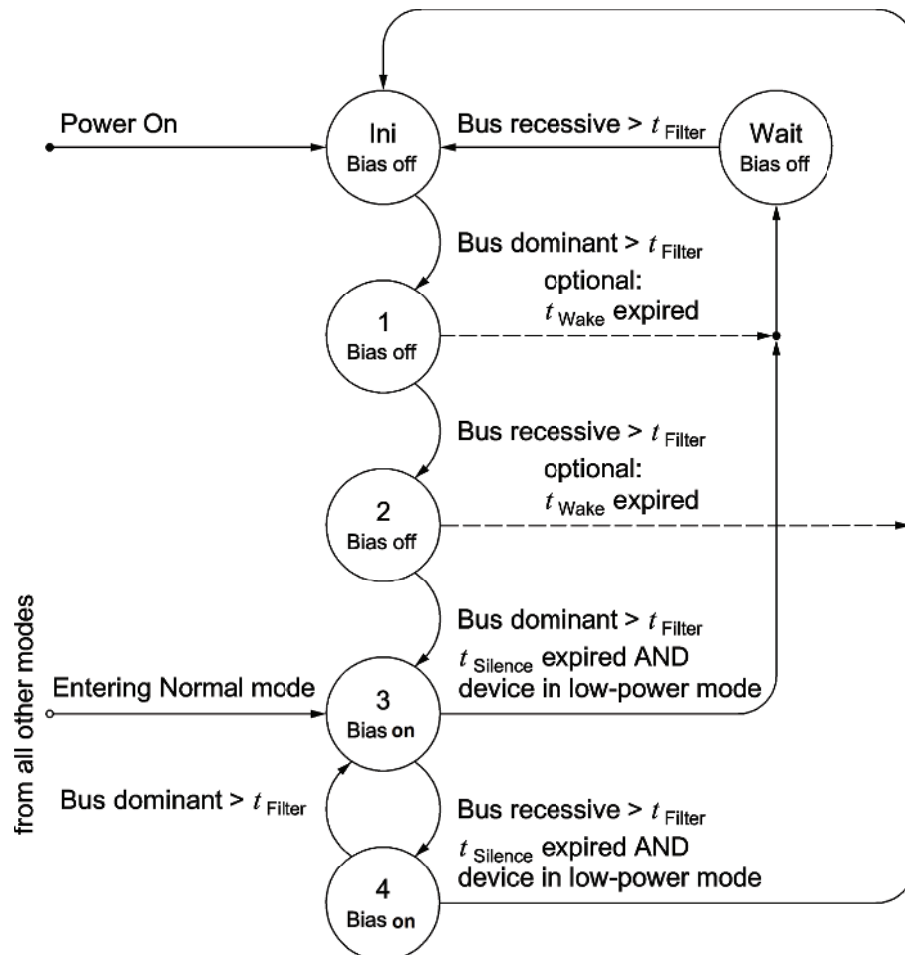 Power On
Ini
Bias off
Bus recessive > t Filter
Wait
Bias off
Bus dominant > t Filter
optional:
t Wake expired
1
Bias off
Bus recessive > t Filter
optional:
t Wake expired
2
Bias off
from all other modes
Bus dominant > t Filter
t Silence expired AND
device in low-power mode
Entering Normal mode
3
Bias on
Bus dominant > t Filter
Bus recessive > t Filter
t Silence expired AND
device in low-power mode
4
Bias on